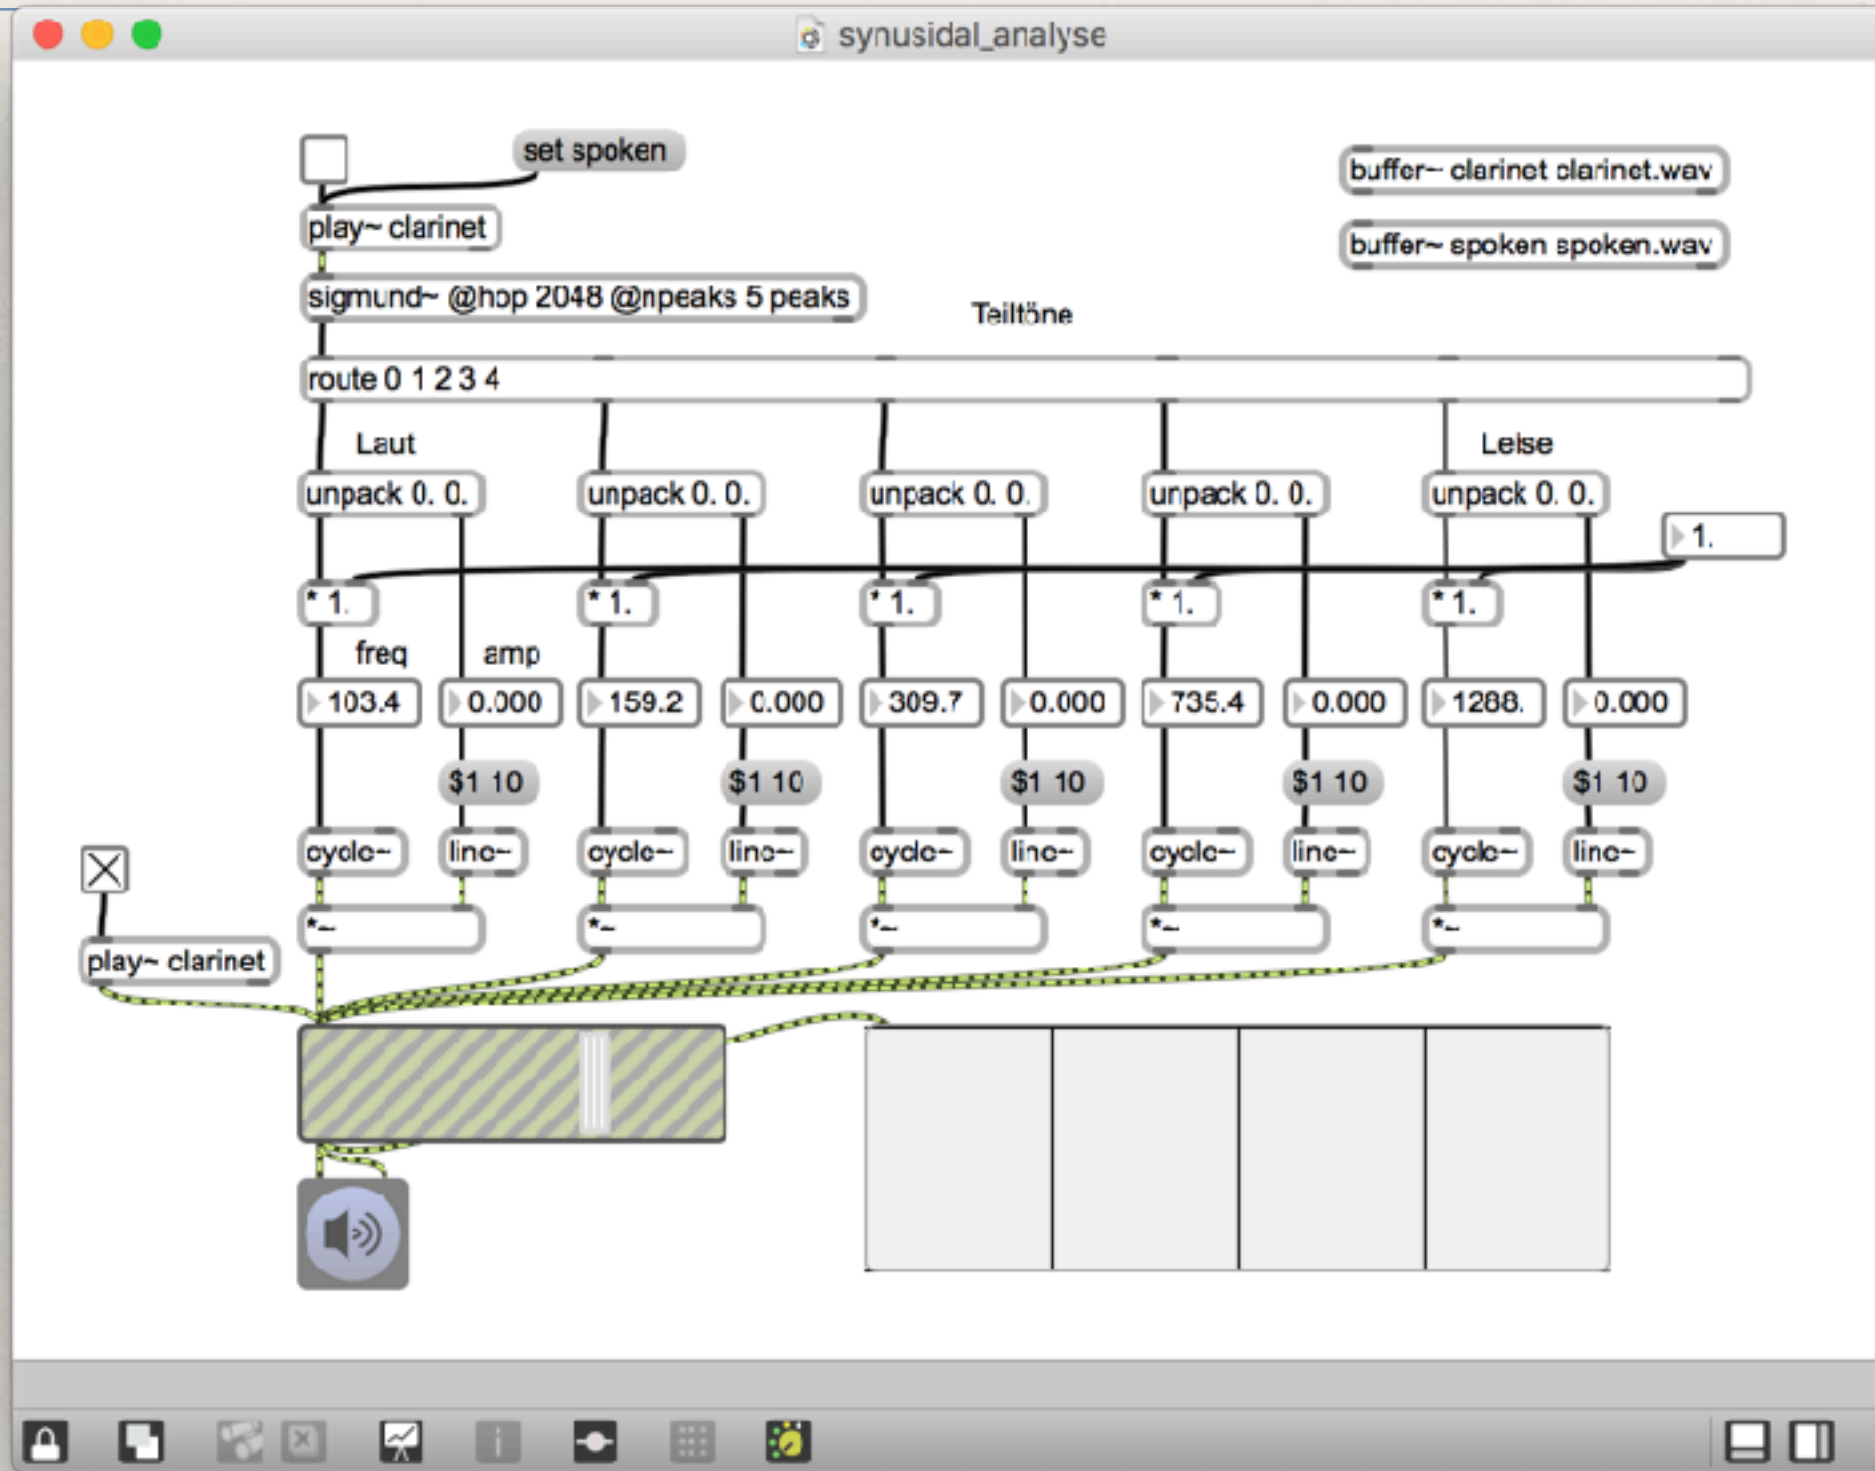 synusidal_analyse
set spoken
buffer~ clarinet clarinet.wav
play~ clarinet
buffer~ spoken spoken.wav
sigmund~ @hop 2048 @npeaks 5 peaks
Teiltöne
route 0 1 2 3 4
Laut
Leise
unpack 0. 0.
unpack 0. 0.
unpack 0. 0.
unpack 0. 0.
unpack 0. 0.
1.
* 1.
* 1.
* 1.
* 1.
* 1.
freq
amp
103.4
0.000
159.2
0.000
309.7
0.000
735.4
0.000
1288.
0.000
$1 10
$1 10
$1 10
$1 10
$1 10
cycle~
line~
cycle~
line~
cycle~
line~
cycle~
line~
cycle~
line~
*~
*~
*~
*~
*~
play~ clarinet